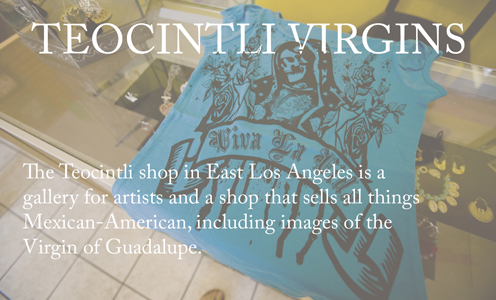 TEOCINTLI VIRGINS
Viva La
The Teocintli shop in East Los Angeles is a
gallery for artists and a shop that sells all things
Mexican-American, including images of the
Virgin of Guadalupe.